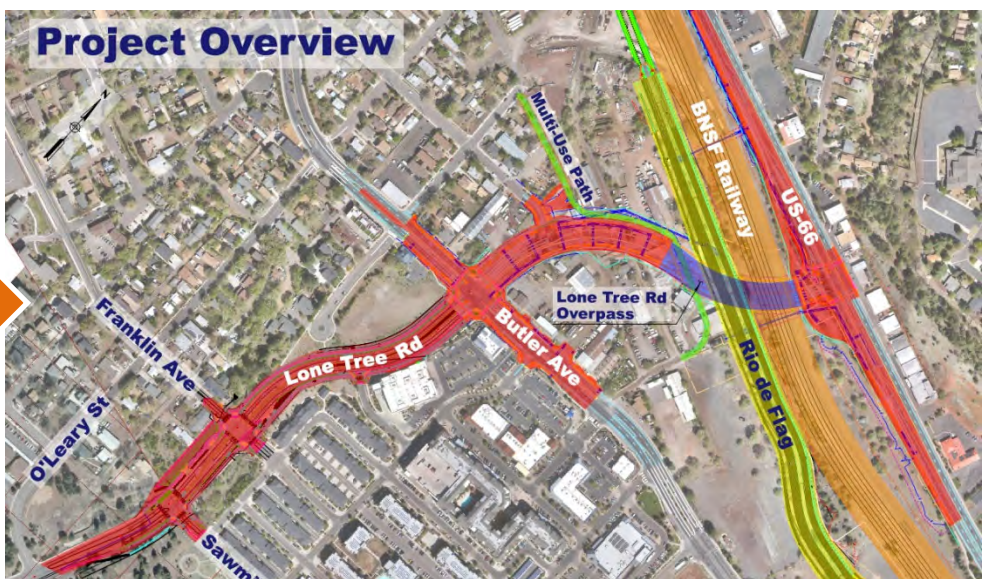 Project Overview
N
Multi-Use Path
BNSF Railway
US-66
Lone Tree Rd
Overpass
Franklin Ave
Lone Tree Rd
Butler Ave
Rio de Flag
O'Leary St